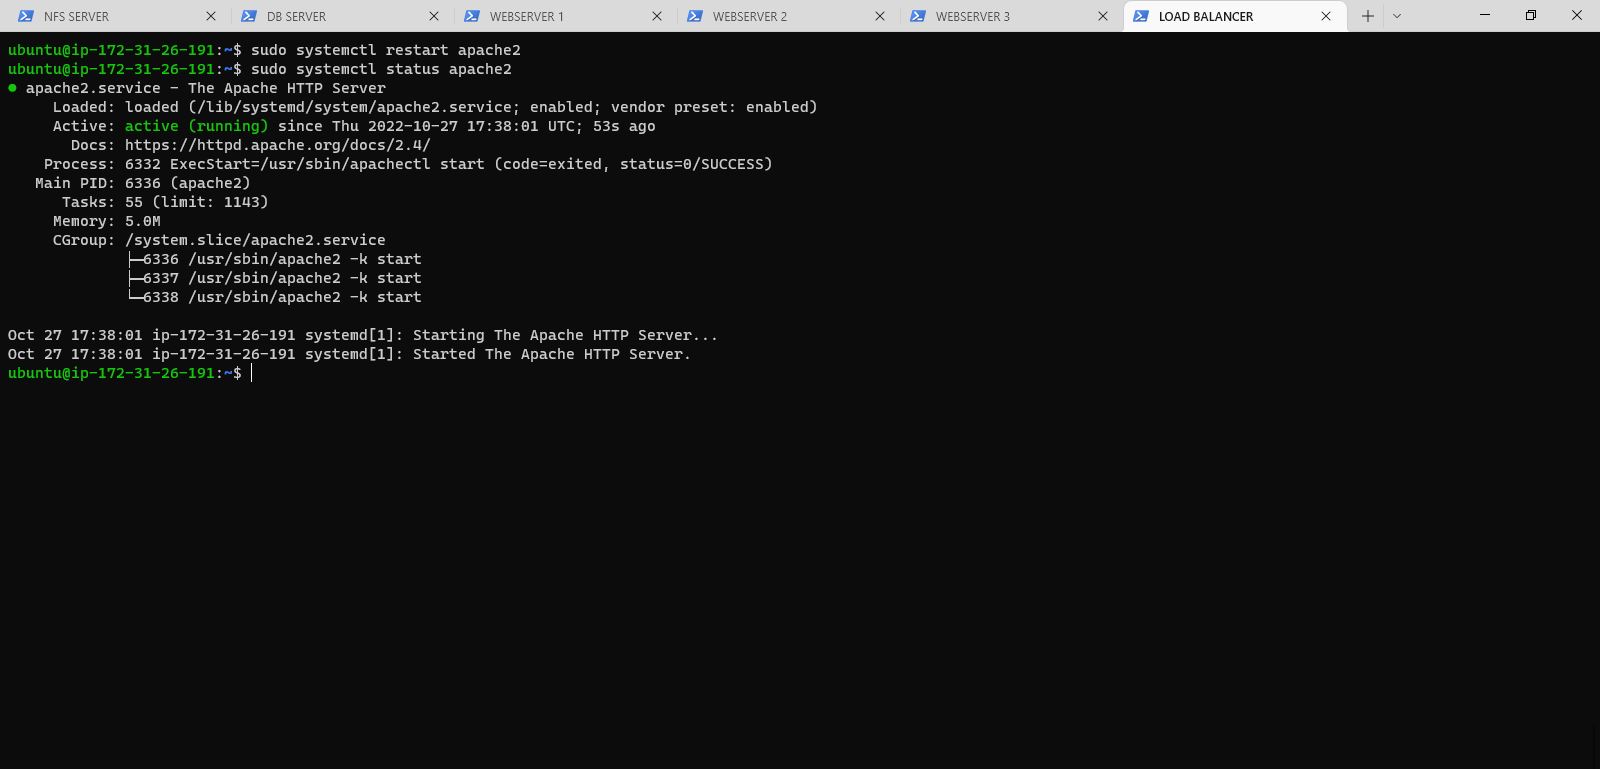 NFS SERVER DB SERVER WEBSERVER 1 WEBSERVER 2 WEBSERVER 3 LOAD BALANCER
ubuntu@ip-172-31-26-191:~$ sudo systemctl restart apache2
ubuntu@ip-172-31-26-191:~$ sudo systemctl status apache2
● apache2.service - The Apache HTTP Server
Loaded: loaded (/lib/systemd/system/apache2.service; enabled; vendor preset: enabled)
Active: active (running) since Thu 2022-10-27 17:38:01 UTC; 53s ago
Docs: https://httpd.apache.org/docs/2.4/
Process: 6332 ExecStart=/usr/sbin/apachectl start (code=exited, status=0/SUCCESS)
Main PID: 6336 (apache2)
Tasks: 55 (limit: 1143)
Memory: 5.0M
CGroup: /system.slice/apache2.service
├─6336 /usr/sbin/apache2 -k start
├─6337 /usr/sbin/apache2 -k start
└─6338 /usr/sbin/apache2 -k start
Oct 27 17:38:01 ip-172-31-26-191 systemd[1]: Starting The Apache HTTP Server...
Oct 27 17:38:01 ip-172-31-26-191 systemd[1]: Started The Apache HTTP Server.
ubuntu@ip-172-31-26-191:~$